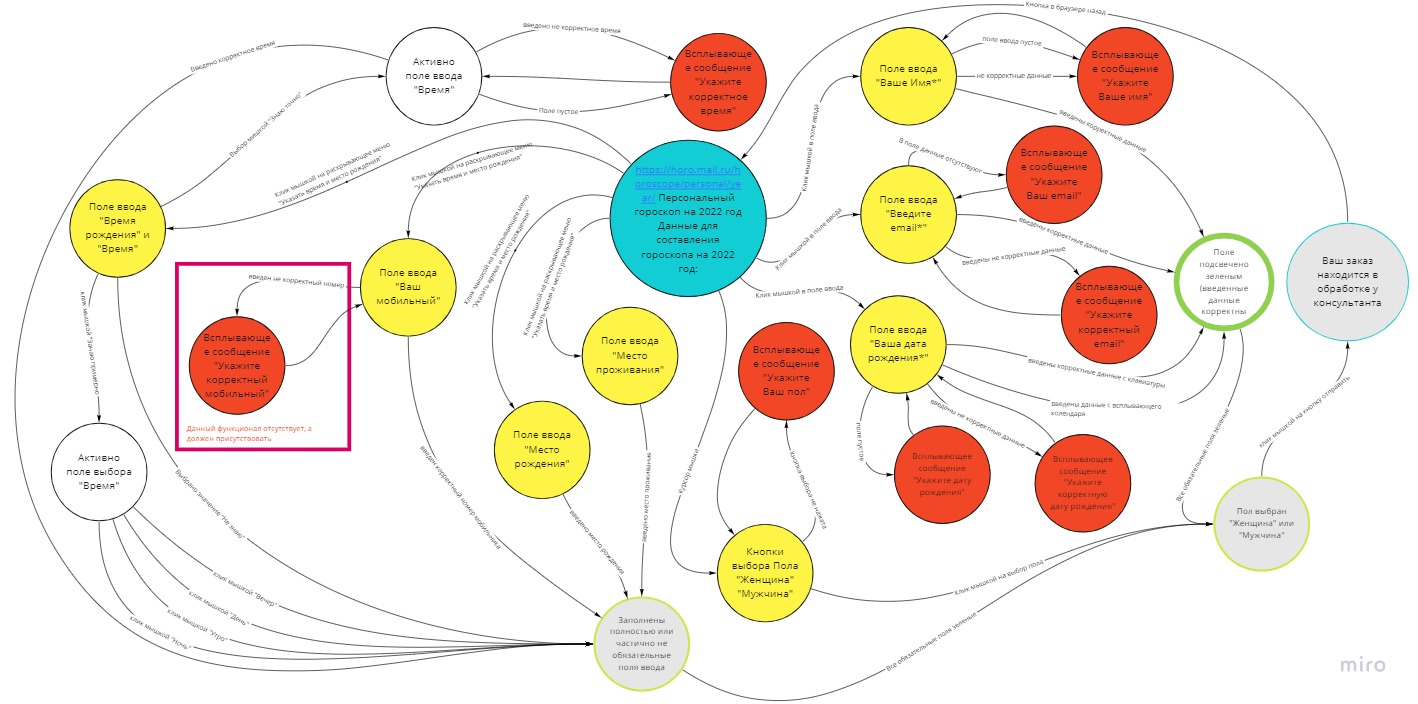 Кнопка в браузере назад
введено не корректное время
Введено корректное время
Активно
поле ввода
"Время"
Всплывающе
е сообщение
"Укажите
корректное
время"
Поле пустое
Выбор мышкой "Знаю точно"
Поле ввода
"Ваше Имя*"
поле ввода пустое
не корректные данные
Всплывающе
е сообщение
"Укажите
Ваше имя"
введены корректные данные
Клик мышкой в поле ввода
Клик мышкой на раскрывающее меню
"Указать время и место рождения"
Клик мышкой на раскрывающее меню
"Указать время и место рождения"
https://horo.mail.ru/h
oroscope/personal/ye
ar/ Персональный
гороскоп на 2022 год
Данные для
составления
гороскопа на 2022
год:
В поле данные отсутствуют
Всплывающе
е сообщение
"Укажите
Ваш email"
Поле ввода
"Введите
email*"
Клик мышкой в поле ввода
введены корректные данные
введены не корректные данные
Всплывающе
е сообщение
"Укажите
корректный
email"
Поле ввода
"Время
рождения" и
"Время"
Поле ввода
"Ваш
мобильный"
введен не корректный номер
Всплывающе
е сообщение
"Укажите
корректный
мобильный"
Данный функционал отсутствует, а
должен присутствовать
Клик мышкой на раскрывающее меню
"Указать время и место рождения"
Клик мышкой на раскрывающее меню
"Указать время и место рождения"
Поле
подсвечено
зеленым
(введенные
данные
корректны
Ваш заказ
находится в
обработке у
консультанта
Клик мышкой в поле ввода
Поле ввода
"Ваша дата
рождения*"
введены корректные данные с клавиатуры
введены данные с всплывающего
календаря
введены не корректные данные
поле пустое
Всплывающее
сообщение
"Укажите дату
рождения"
Всплывающее
сообщение
"Укажите
корректную
дату рождения"
Поле ввода
"Место
проживания"
Поле ввода
"Место
рождения"
Всплывающе
е сообщение
"Укажите
Ваш пол"
Кнопка выбора не нажата
Курсор мышки
Кнопки
выбора Пола
"Женщина"
"Мужчина"
клик мышкой "Знаю примерно"
Активно
поле выбора
"Время"
Выбрано значение "Не знаю"
введен корректный номер мобильника
введено место рождения
введено место проживания
клик мышкой "Вечер"
клик мышкой "День"
клик мышкой "Утро"
клик мышкой "Ночь"
Заполнены
полностью или
частично не
обязательные
поля ввода
Клик мышкой на выбор пола
Все обязательные поля зеленые
Все обязательные поля зеленые
клик мышкой на кнопку отправить
Пол выбран
"Женщина" или
"Мужчина"
miro